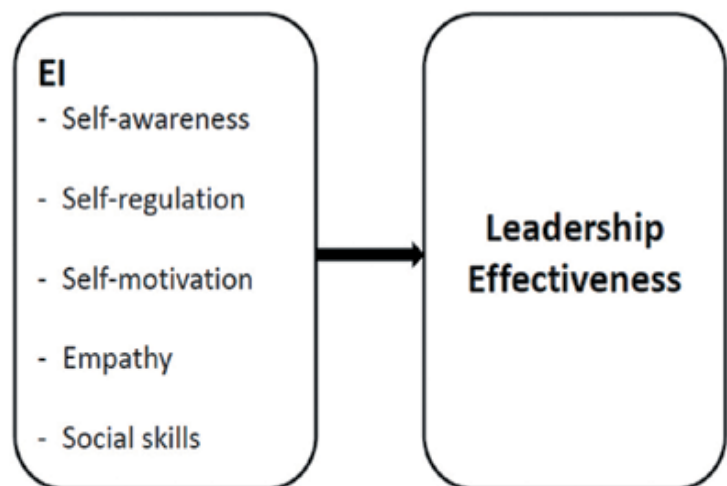 EI
- Self-awareness
- Self-regulation
- Self-motivation
- Empathy
- Social skills
Leadership
Effectiveness